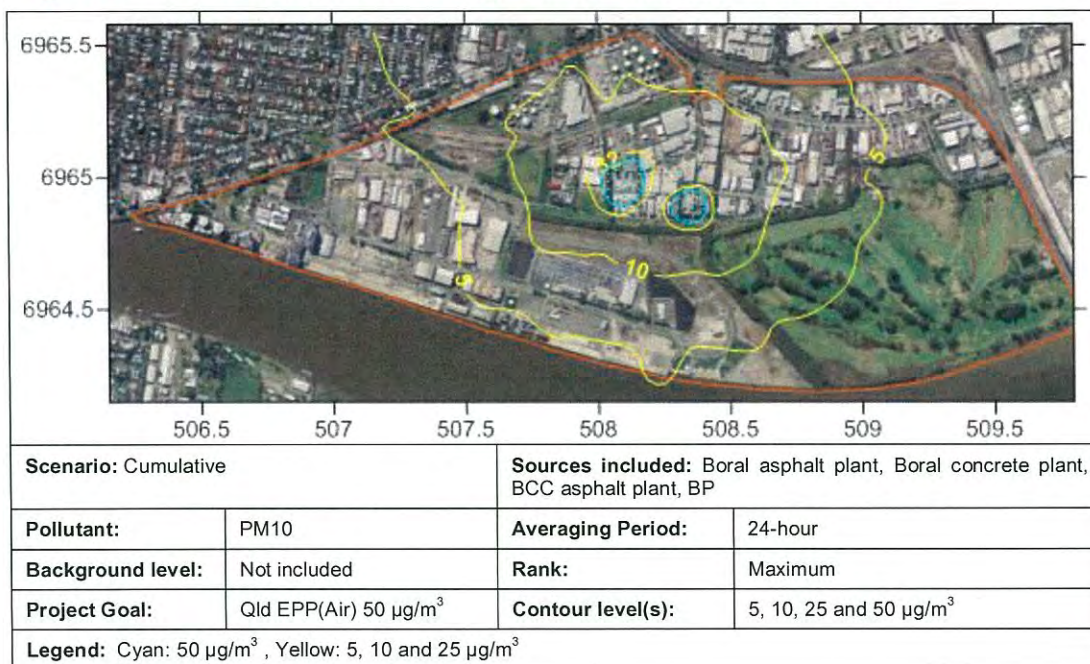 6965.5
6965
6964.5
506.5 507 507.5 508 508.5 509 509.5
5
10
5
Scenario: Cumulative
Sources included: Boral asphalt plant, Boral concrete plant,
BCC asphalt plant, BP
Pollutant: PM10 Averaging Period: 24-hour
Background level: Not included Rank: Maximum
Project Goal: Qld EPP(Air) 50 µg/m³ Contour level(s): 5, 10, 25 and 50 µg/m³
Legend: Cyan: 50 µg/m³ , Yellow: 5, 10 and 25 µg/m³